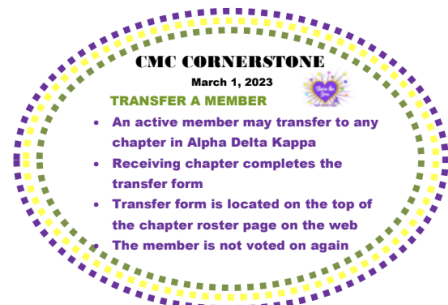 CMC CORNERSTONE
March 1, 2023
TRANSFER A MEMBER
• An active member may transfer to any
chapter in Alpha Delta Kappa
• Receiving chapter completes the
transfer form
• Transfer form is located on the top of
the chapter roster page on the web
• The member is not voted on again